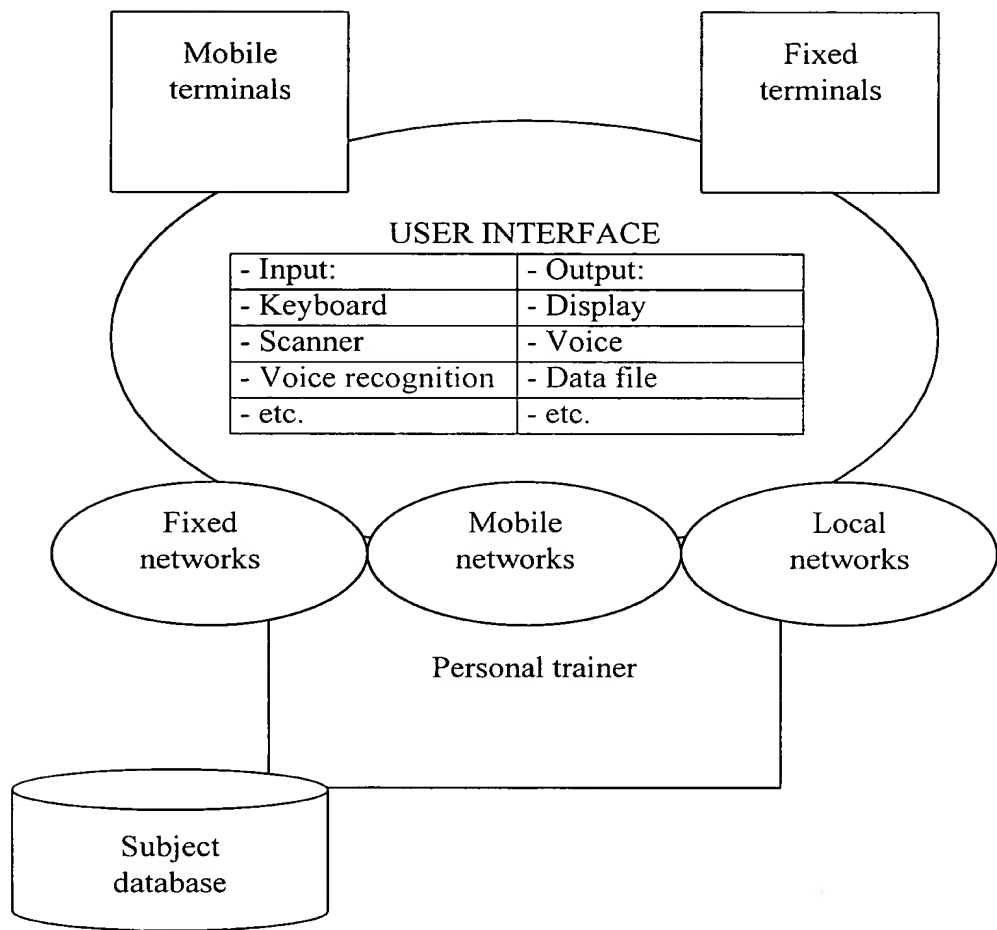 Mobile
terminals
Fixed
terminals
USER INTERFACE
- Input:
- Output:
- Keyboard
- Display
- Scanner
- Voice
- Voice recognition
- Data file
- etc.
- etc.
Fixed
networks
Mobile
networks
Local
networks
Personal trainer
Subject
database